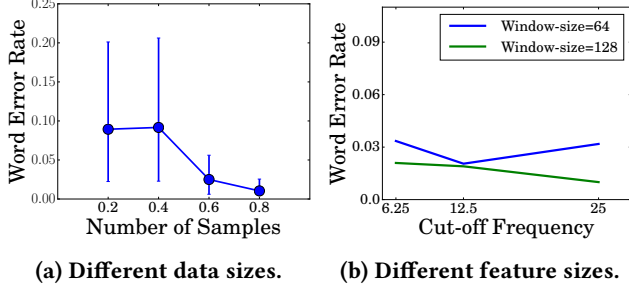 0.25
0.20
0.15
0.10
0.05
0.00
Word Error Rate
0.2 0.4 0.6 0.8
Number of Samples
(a) Different data sizes.
Window-size=64
Window-size=128
0.09
0.06
0.03
0.0
Word Error Rate
6.25 12.5 25
Cut-off Frequency
(b) Different feature sizes.